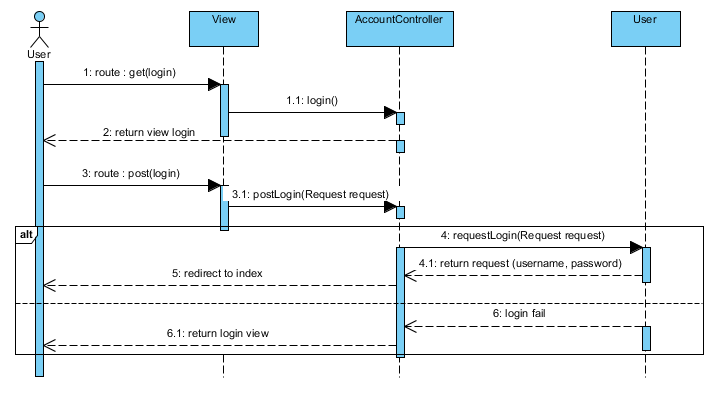 View
AccountController
User
User
1: route : get(login)
1.1: login()
2: return view login
3: route : post(login)
3.1: postLogin(Request request)
alt
4: requestLogin(Request request)
4.1: return request (username, password)
5: redirect to index
6: login fail
6.1: return login view